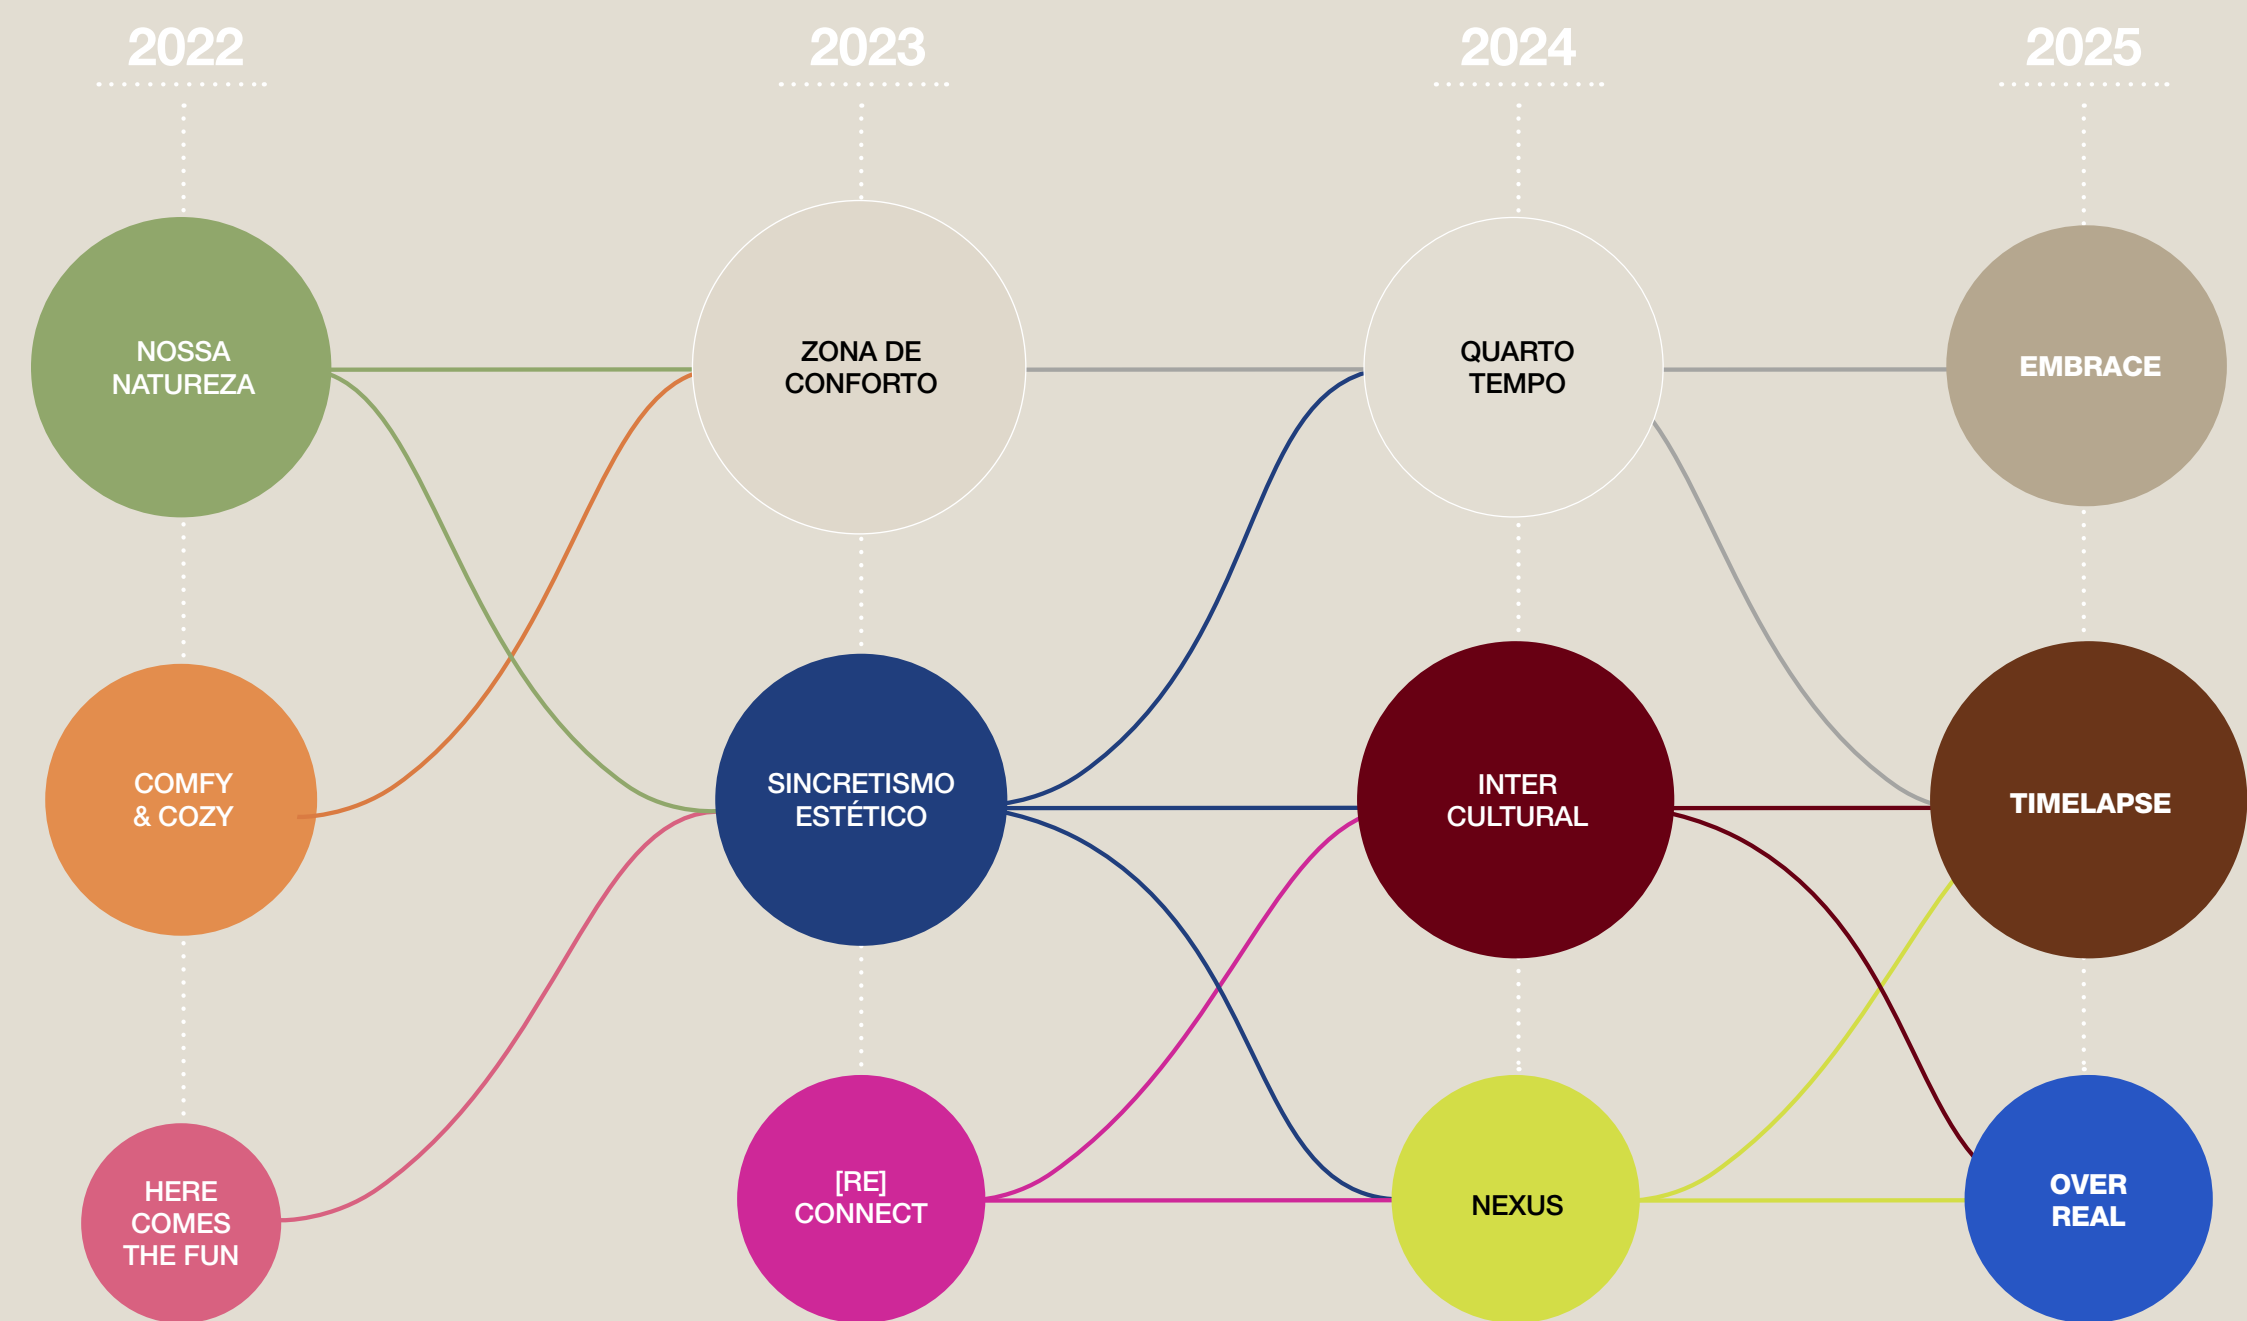 2022
2023
2024
2025
NOSSA
NATUREZA
ZONA DE
CONFORTO
QUARTO
TEMPO
EMBRACE
COMFY
& COZY
SINCRETISMO
ESTÉTICO
INTER
CULTURAL
TIMELAPSE
HERE
COMES
THE FUN
[RE]
CONNECT
NEXUS
OVER
REAL